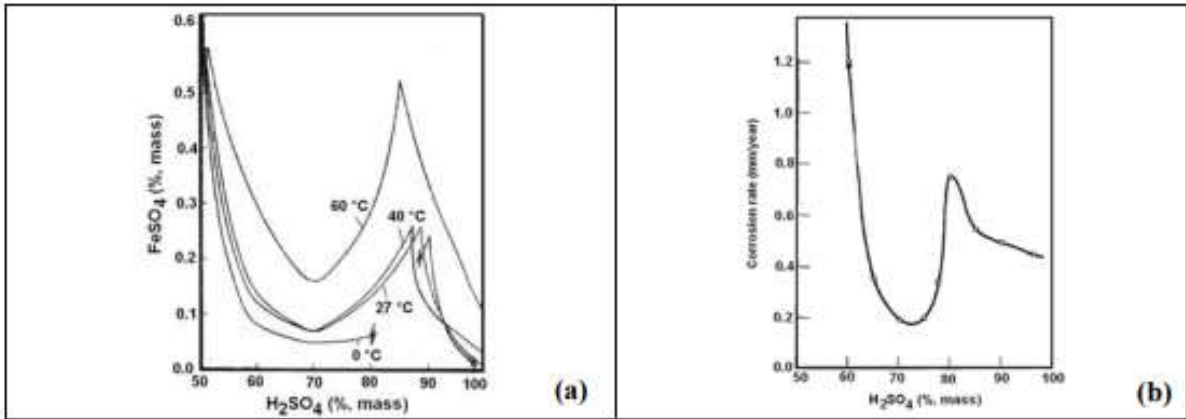 0.6
0.5
0.4
0.3
0.2
0.1
0.0
FeSO4 (%, mass)
60 °C
40 °C
27 °C
0 °C
50 60 70 80 90 100
H2SO4 (%, mass)
(a)
1.2
1.0
0.8
0.6
0.4
0.2
0.0
Corrosion rate (mm/year)
50 60 70 80 90 100
H2SO4 (%, mass)
(b)